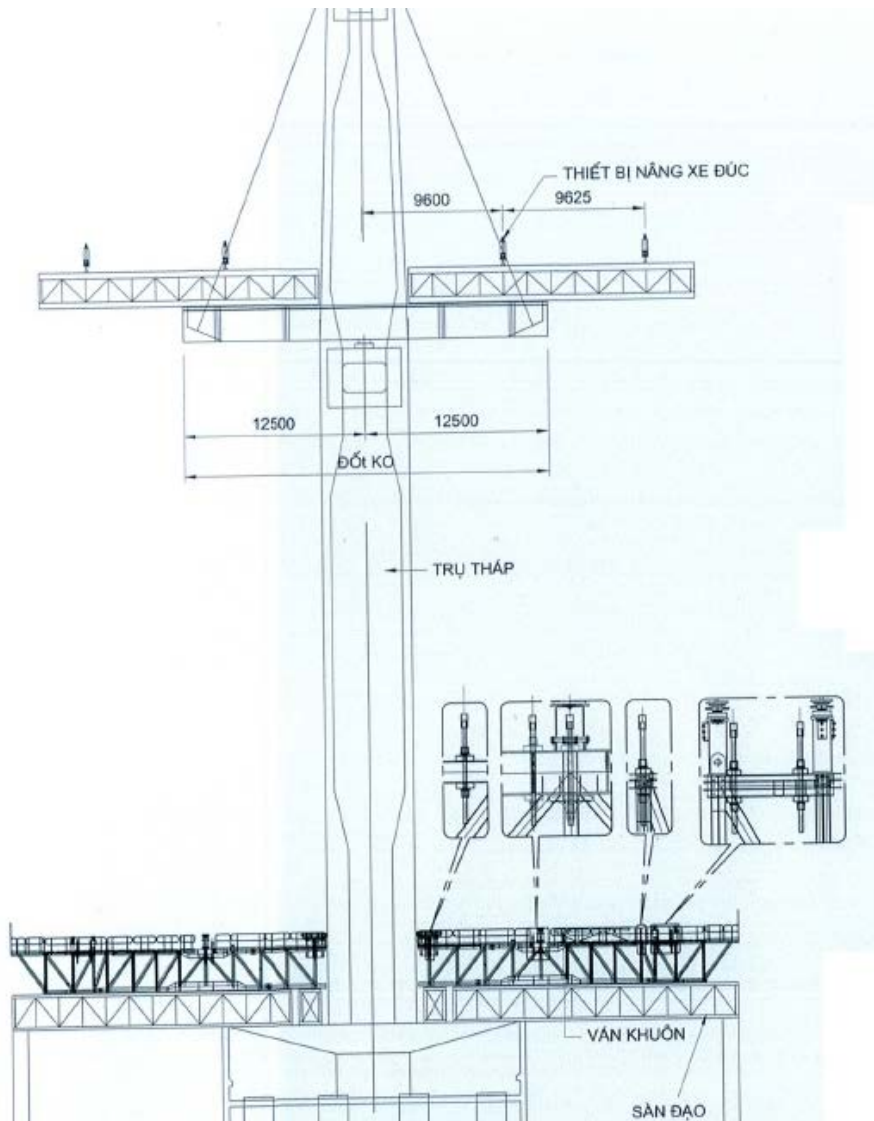 THIẾT BỊ NÂNG XE ĐÚC
9600
9625
12500
12500
ĐỐt KO
TRỤ THÁP
VÁN KHUÔN
SÀN ĐẠO